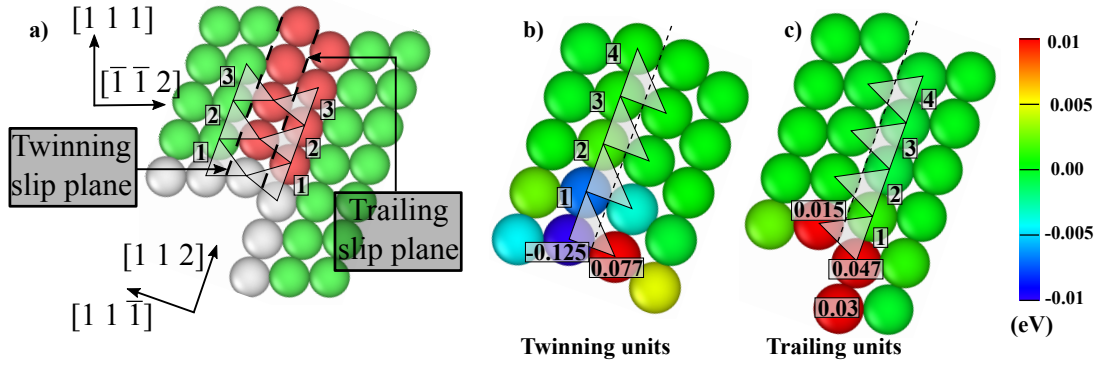 a)
[1 1 1]
[1̅ 1̅ 2]
3
2
1
3
2
1
Twinning
slip plane
Trailing
slip plane
[1 1 2]
[1 1 1̅]
b)
4
3
2
1
-0.125
0.077
Twinning units
c)
4
3
2
1
0.015
0.047
0.03
Trailing units
0.01
0.005
0.00
-0.005
-0.01
(eV)